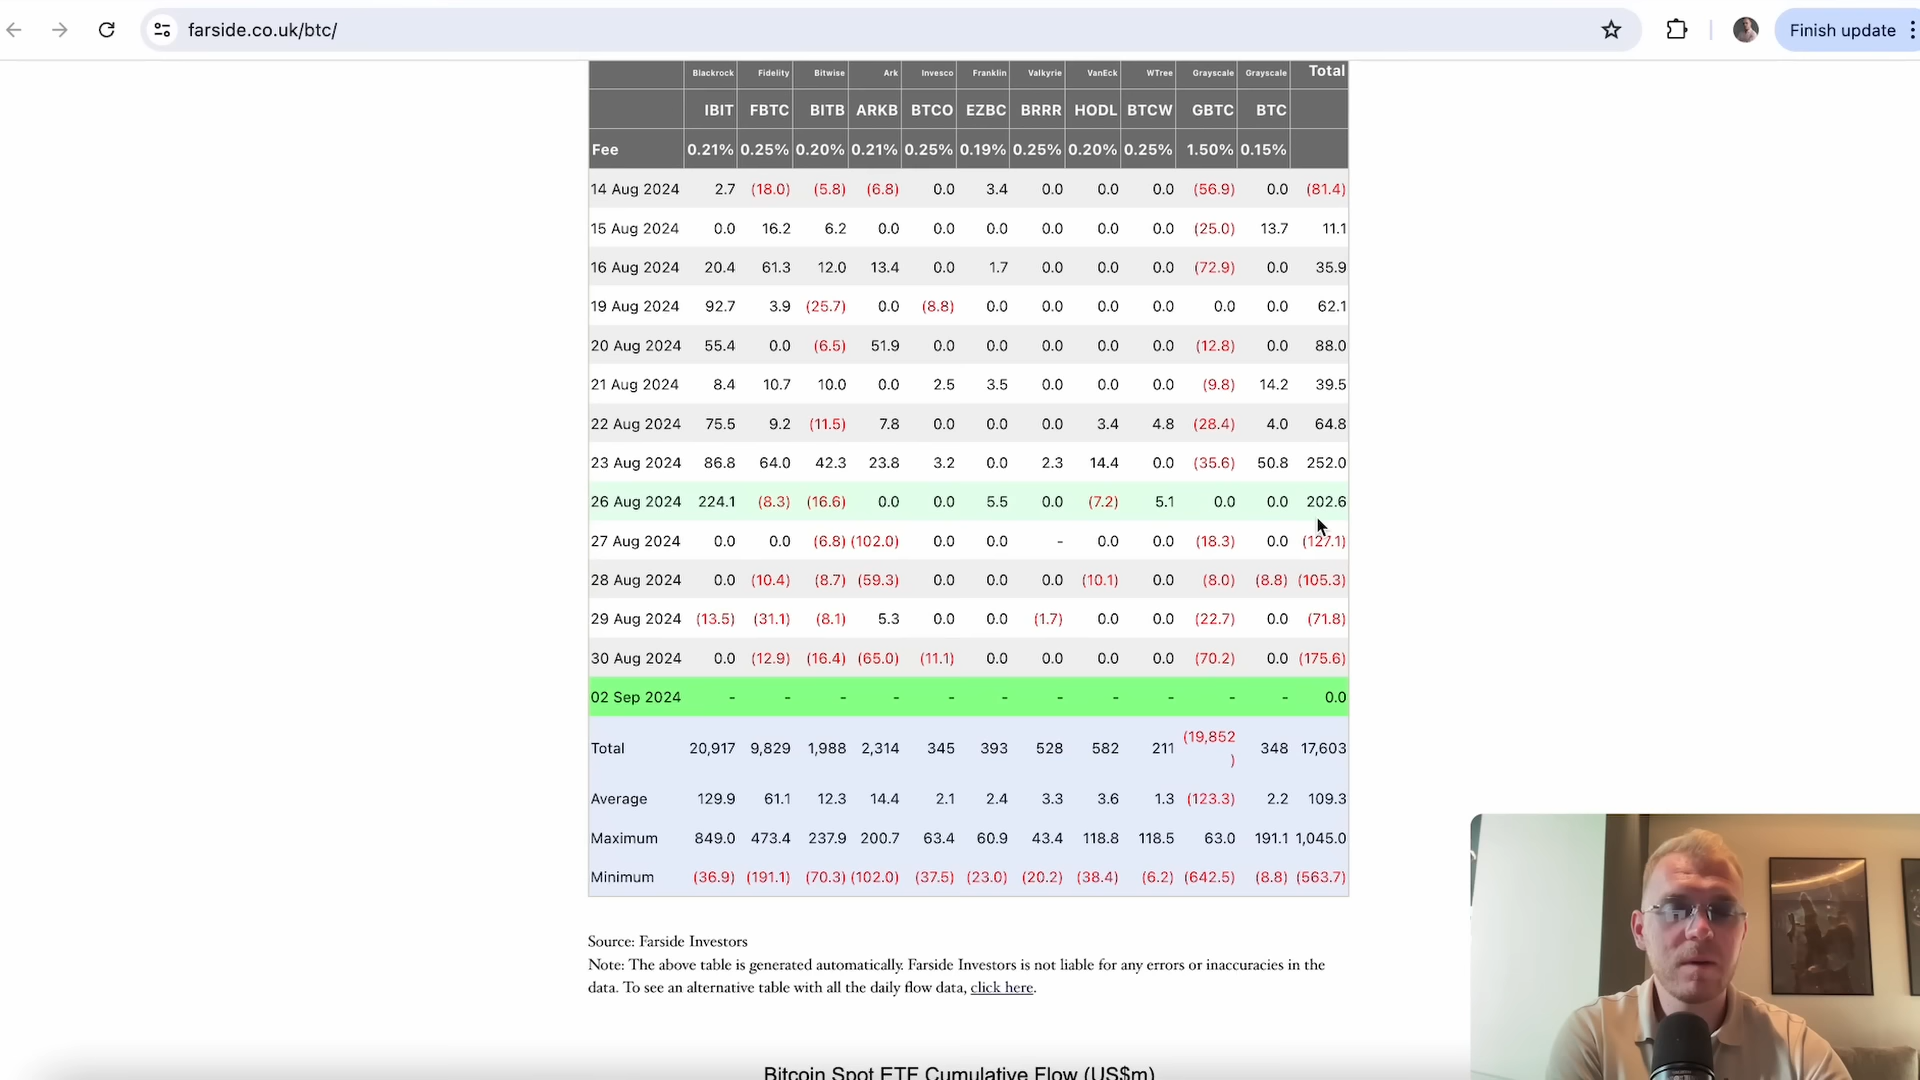 farside.co.uk/btc/
Finish update
Blackrock Fidelity Bitwise Ark Invesco Franklin Valkyrie VanEck WTree Grayscale Grayscale Total
IBIT FBTC BITB ARKB BTCO EZBC BRRR HODL BTCW GBTC BTC
Fee 0.21% 0.25% 0.20% 0.21% 0.25% 0.19% 0.25% 0.20% 0.25% 1.50% 0.15%
14 Aug 2024 2.7 (18.0) (5.8) (6.8) 0.0 3.4 0.0 0.0 0.0 (56.9) 0.0 (81.4)
15 Aug 2024 0.0 16.2 6.2 0.0 0.0 0.0 0.0 0.0 0.0 (25.0) 13.7 11.1
16 Aug 2024 20.4 61.3 12.0 13.4 0.0 1.7 0.0 0.0 0.0 (72.9) 0.0 35.9
19 Aug 2024 92.7 3.9 (25.7) 0.0 (8.8) 0.0 0.0 0.0 0.0 0.0 0.0 62.1
20 Aug 2024 55.4 0.0 (6.5) 51.9 0.0 0.0 0.0 0.0 0.0 (12.8) 0.0 88.0
21 Aug 2024 8.4 10.7 10.0 0.0 2.5 3.5 0.0 0.0 0.0 (9.8) 14.2 39.5
22 Aug 2024 75.5 9.2 (11.5) 7.8 0.0 0.0 0.0 3.4 4.8 (28.4) 4.0 64.8
23 Aug 2024 86.8 64.0 42.3 23.8 3.2 0.0 2.3 14.4 0.0 (35.6) 50.8 252.0
26 Aug 2024 224.1 (8.3) (16.6) 0.0 0.0 5.5 0.0 (7.2) 5.1 0.0 0.0 202.6
27 Aug 2024 0.0 0.0 (6.8) (102.0) 0.0 0.0 - 0.0 0.0 (18.3) 0.0 (127.1)
28 Aug 2024 0.0 (10.4) (8.7) (59.3) 0.0 0.0 0.0 (10.1) 0.0 (8.0) (8.8) (105.3)
29 Aug 2024 (13.5) (31.1) (8.1) 5.3 0.0 0.0 (1.7) 0.0 0.0 (22.7) 0.0 (71.8)
30 Aug 2024 0.0 (12.9) (16.4) (65.0) (11.1) 0.0 0.0 0.0 0.0 (70.2) 0.0 (175.6)
02 Sep 2024 - - - - - - - - - - - 0.0
Total 20,917 9,829 1,988 2,314 345 393 528 582 211 (19,852) 348 17,603
Average 129.9 61.1 12.3 14.4 2.1 2.4 3.3 3.6 1.3 (123.3) 2.2 109.3
Maximum 849.0 473.4 237.9 200.7 63.4 60.9 43.4 118.8 118.5 63.0 191.1 1,045.0
Minimum (36.9) (191.1) (70.3) (102.0) (37.5) (23.0) (20.2) (38.4) (6.2) (642.5) (8.8) (563.7)
Source: Farside Investors
Note: The above table is generated automatically. Farside Investors is not liable for any errors or inaccuracies in the
data. To see an alternative table with all the daily flow data, click here.
Bitcoin Spot ETF Cumulative Flow (US$m)